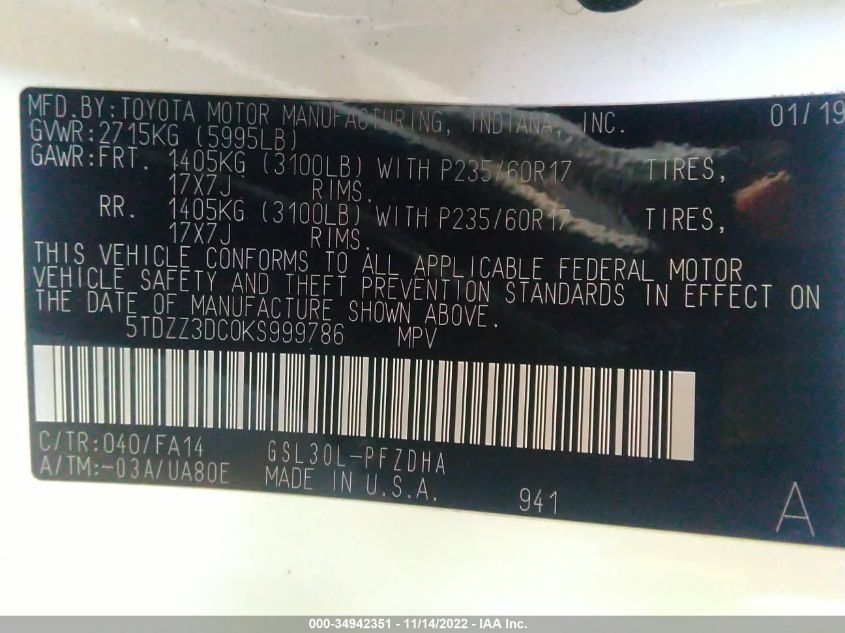 MFD.BY:TOYOTA MOTOR MANUFACTURING, INDIANA, INC. 01/19
GVWR:2715KG (5995LB)
GAWR:FRT. 1405KG (3100LB) WITH P235/60R17 TIRES,
17X7J RIMS.
RR. 1405KG (3100LB) WITH P235/60R17 TIRES,
17X7J RIMS.
THIS VEHICLE CONFORMS TO ALL APPLICABLE FEDERAL MOTOR
VEHICLE SAFETY AND THEFT PREVENTION STANDARDS IN EFFECT ON
THE DATE OF MANUFACTURE SHOWN ABOVE.
5TDZZ3DC0KS999786 MPV
C/TR:040/FA14 GSL30L-PFZDHA
A/TM:-03A/UA80E MADE IN U.S.A. 941 A
000-34942351 - 11/14/2022 - IAA Inc.